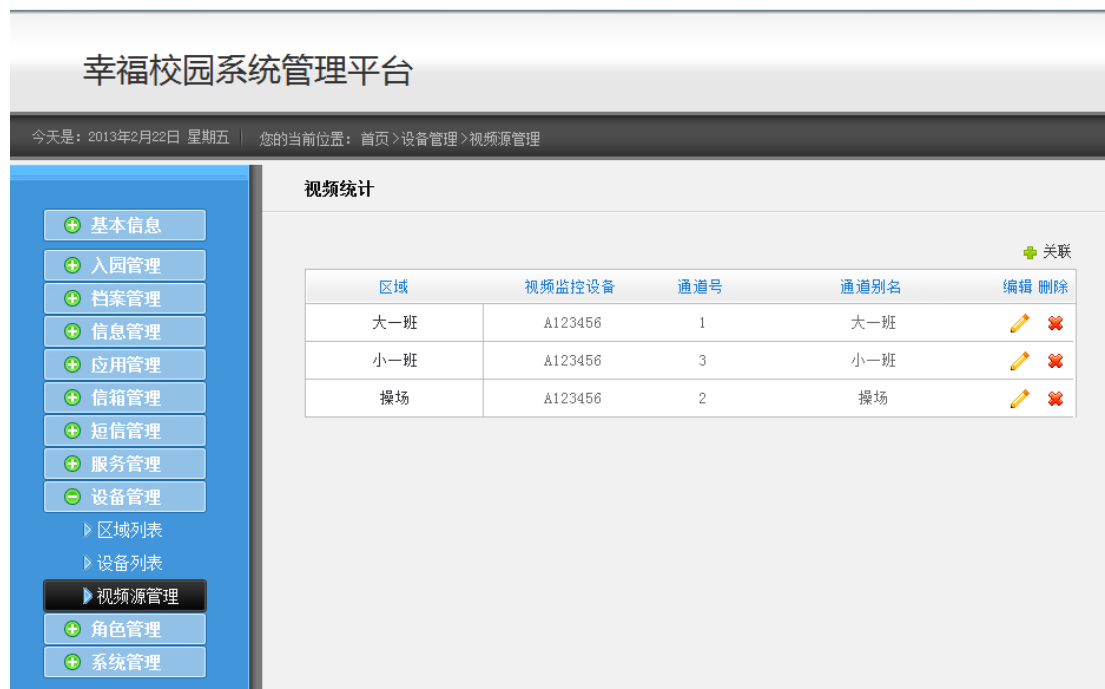 幸福校园系统管理平台
今天是：2013年2月22日 星期五 | 您的当前位置：首页>设备管理>视频源管理
视频统计
基本信息
入园管理
档案管理
信息管理
应用管理
信箱管理
短信管理
服务管理
设备管理
区域列表
设备列表
视频源管理
角色管理
系统管理
关联
区域 视频监控设备 通道号 通道别名 编辑 删除
大一班 A123456 1 大一班
小一班 A123456 3 小一班
操场 A123456 2 操场